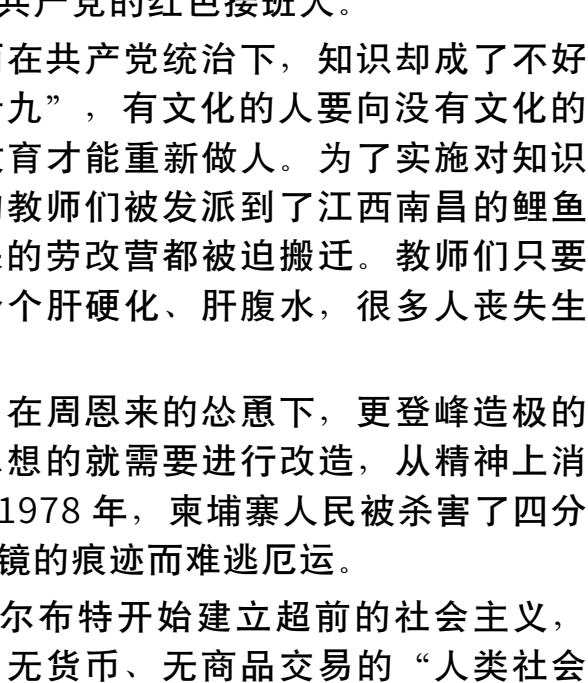 共产党的红色接班人。
在共产党统治下，知识却成了不好
九”，有文化的人要向没有文化的
育才能重新做人。为了实施对知识
教师们被发派到了江西南昌的鲤鱼
的劳改营都被迫搬迁。教师们只要
个肝硬化、肝腹水，很多人丧失生
在周恩来的怂恿下，更登峰造极的
想的就需要进行改造，从精神上消
1978 年，柬埔寨人民被杀害了四分
镜的痕迹而难逃厄运。
尔布特开始建立超前的社会主义，
无货币、无商品交易的“人类社会